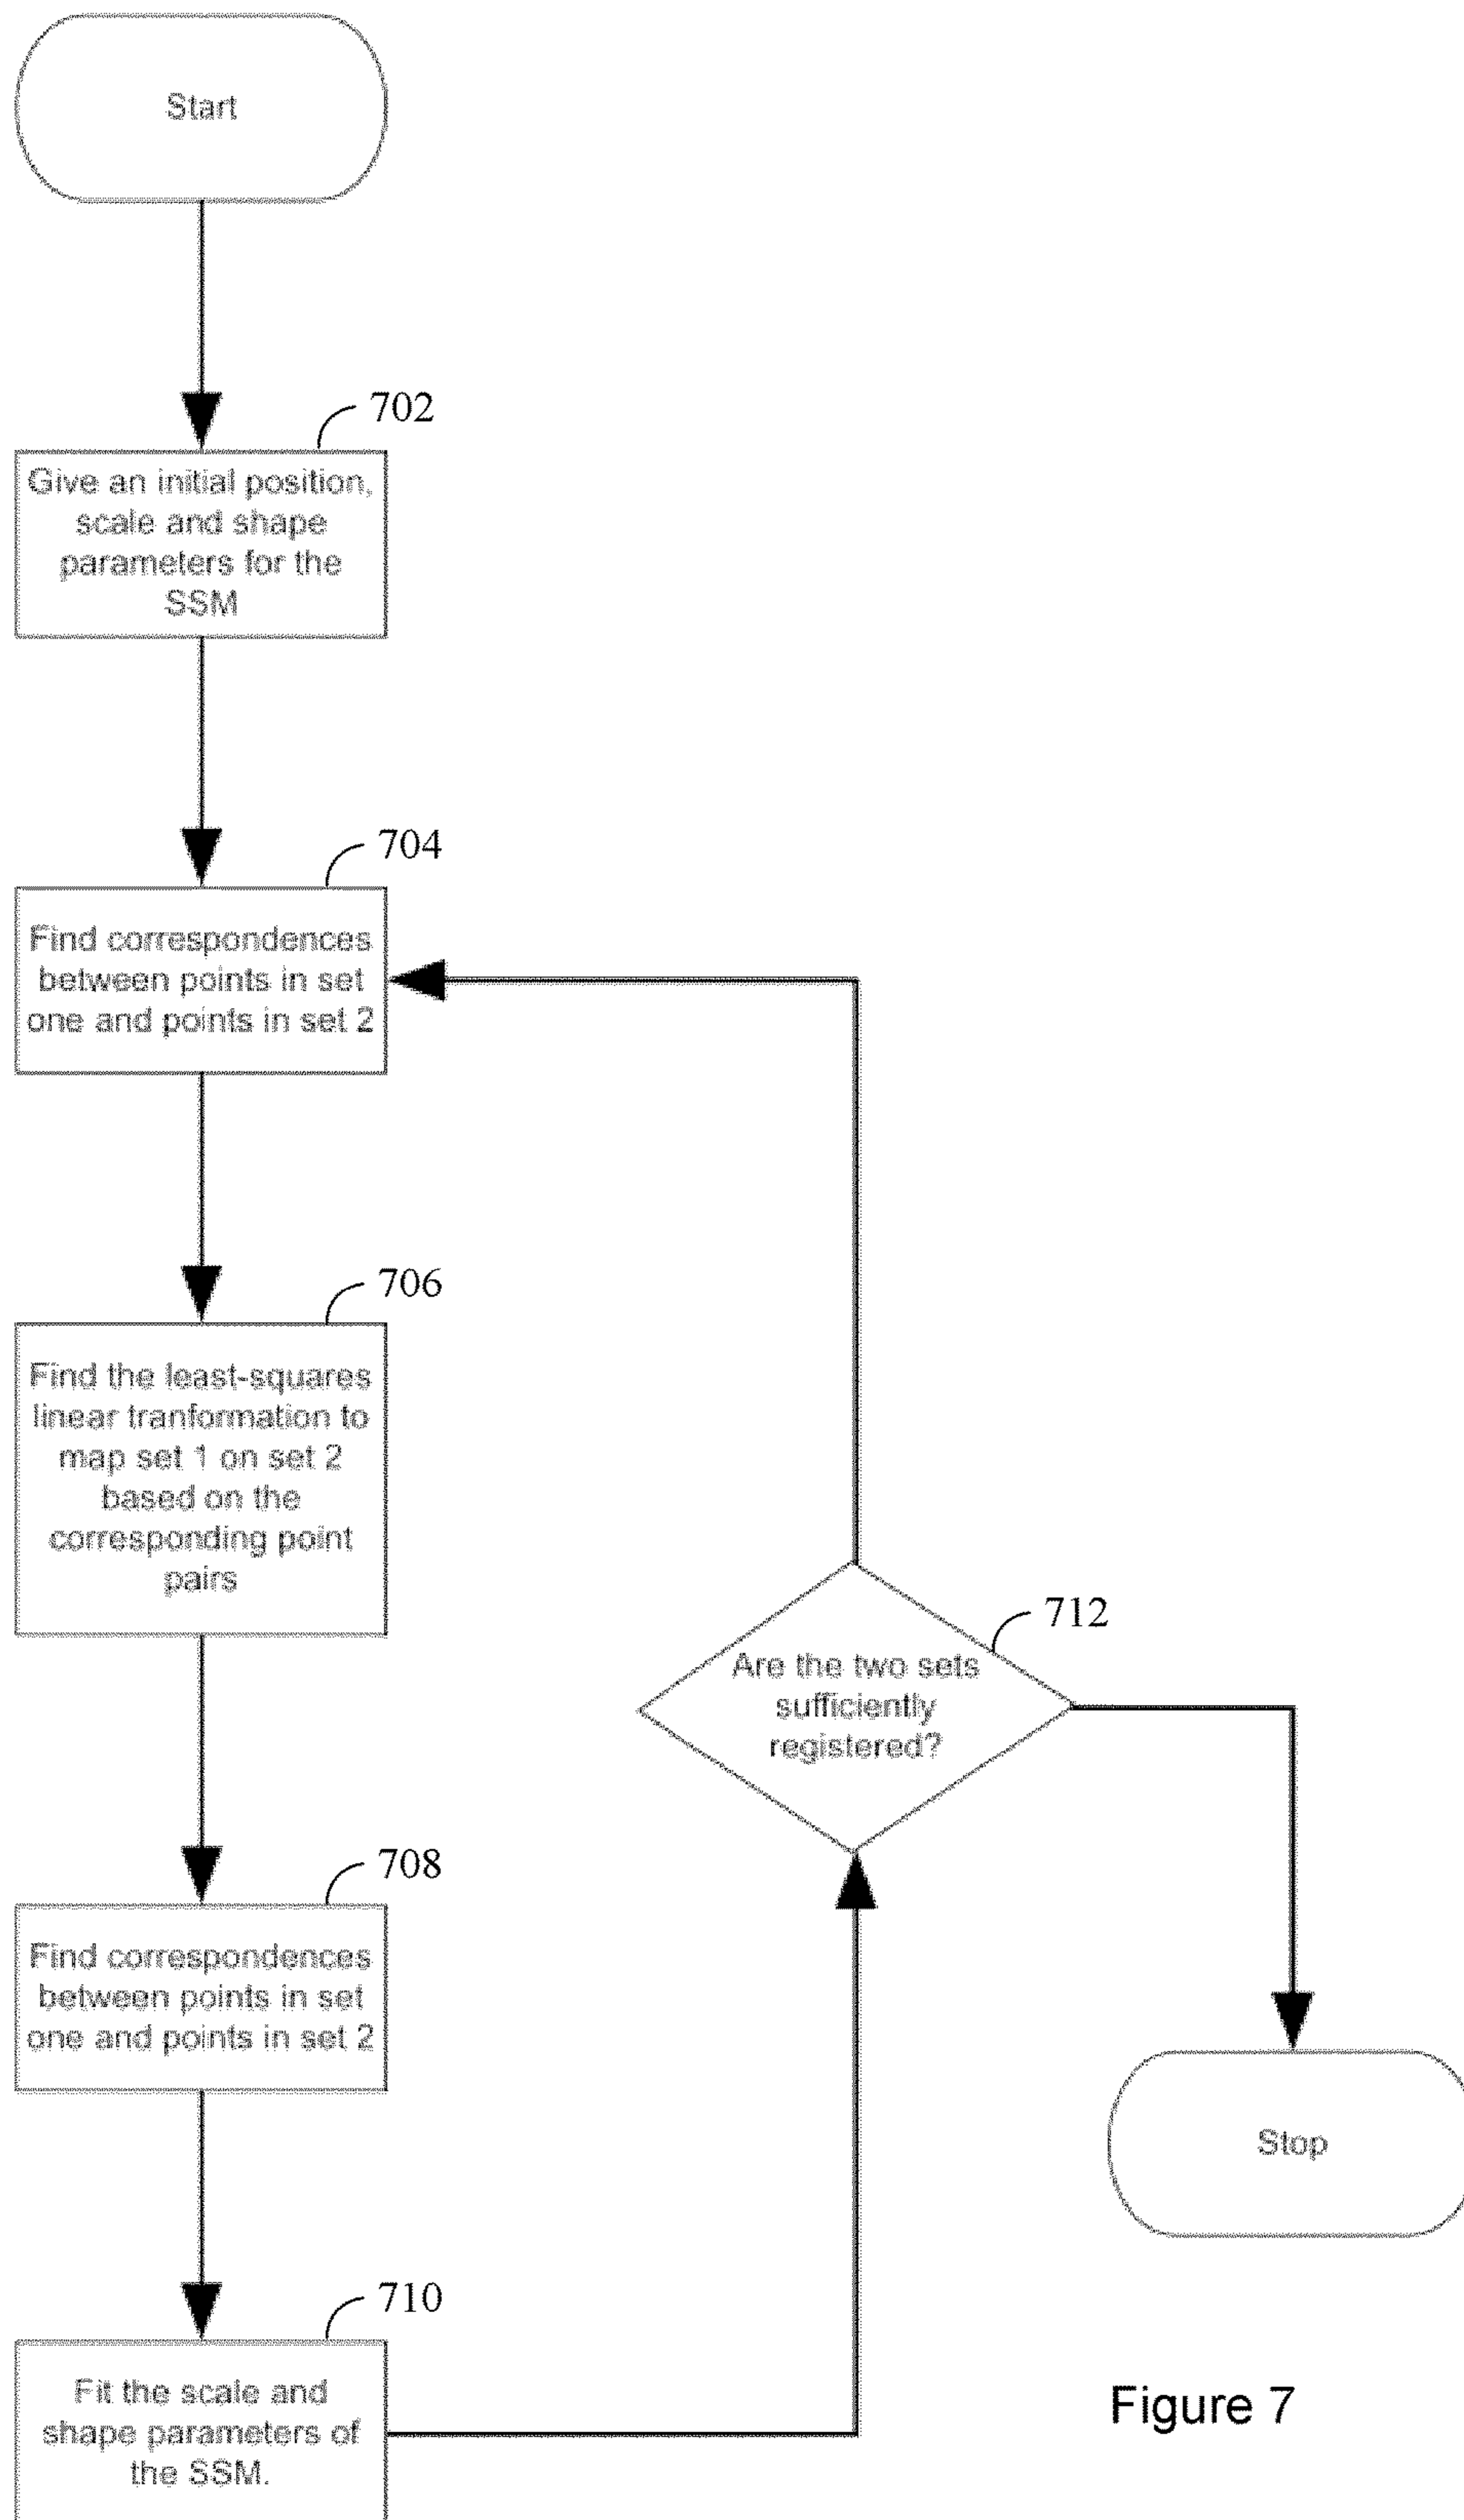 Start
702
Give an initial position,
scale and shape
parameters for the
SSM
704
Find correspondences
between points in set
one and points in set 2
706
Find the least-squares
linear tranformation to
map set 1 on set 2
based on the
corresponding point
pairs
712
Are the two sets
sufficiently
registered?
708
Find correspondences
between points in set
one and points in set 2
Stop
710
Fit the scale and
shape parameters of
the SSM.
Figure 7